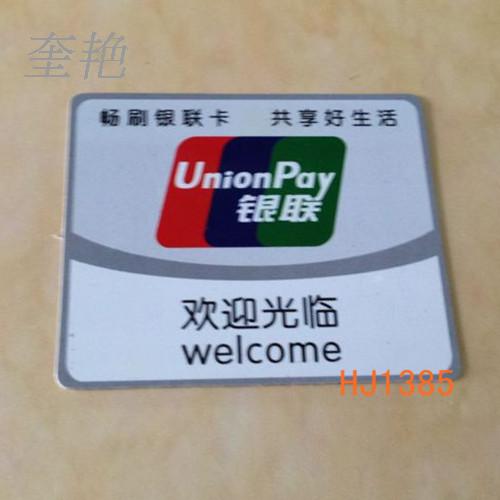 奎艳
畅刷银联卡 共享好生活
UnionPay
银联
欢迎光临
welcome
HJ1385